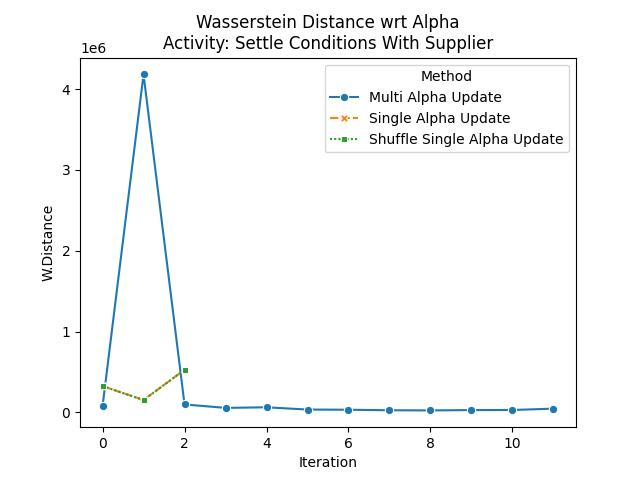 Wasserstein Distance wrt Alpha
Activity: Settle Conditions With Supplier
1e6
Method
Multi Alpha Update
Single Alpha Update
Shuffle Single Alpha Update
4
3
2
1
0
W.Distance
0 2 4 6 8 10
Iteration